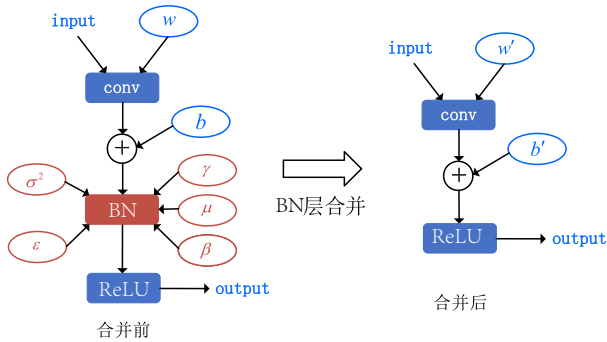 input
w
conv
+
b
σ²
γ
BN
μ
ε
β
ReLU
output
合并前
BN层合并
input
w′
conv
+
b′
ReLU
output
合并后